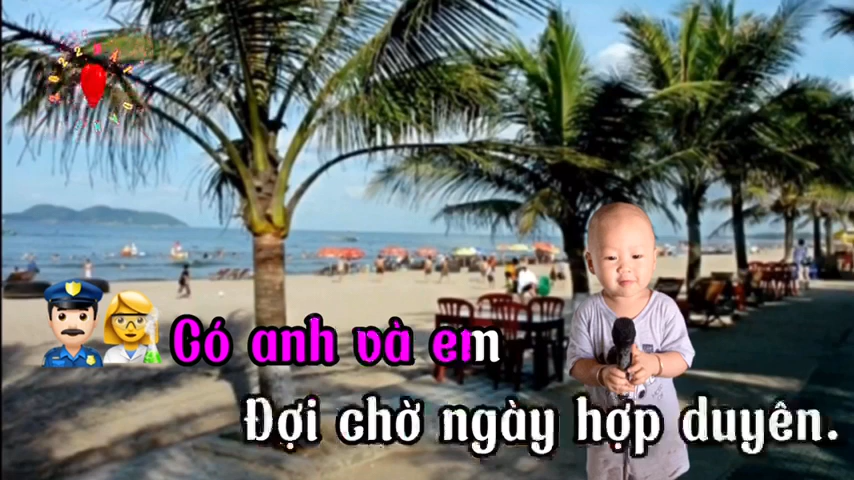 Có anh và em
Đợi chờ ngày hợp duyên.